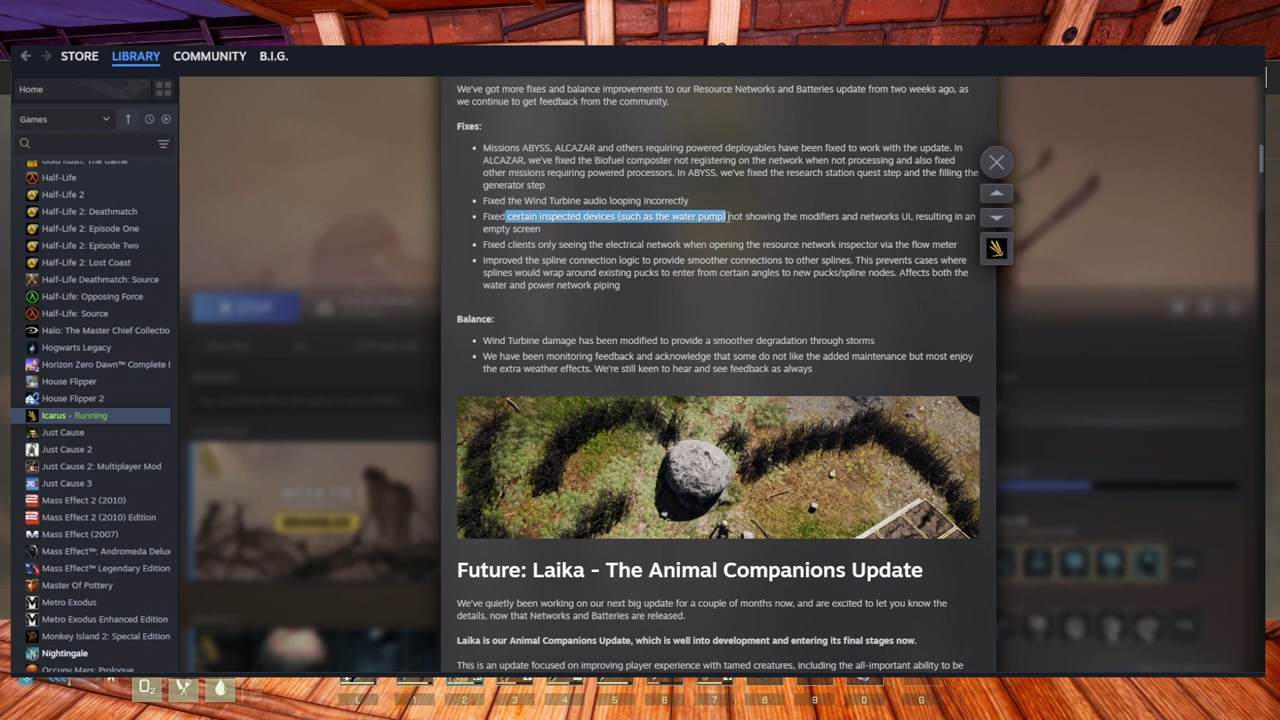 STORE LIBRARY COMMUNITY B.I.G.
Home
Games
Gold Rush: The Game
Half-Life
Half-Life 2
Half-Life 2: Deathmatch
Half-Life 2: Episode One
Half-Life 2: Episode Two
Half-Life 2: Lost Coast
Half-Life Deathmatch: Source
Half-Life: Opposing Force
Half-Life: Source
Halo: The Master Chief Collectio
Hogwarts Legacy
Horizon Zero Dawn™ Complete I
House Flipper
House Flipper 2
Icarus - Running
Just Cause
Just Cause 2
Just Cause 2: Multiplayer Mod
Just Cause 3
Mass Effect 2 (2010)
Mass Effect 2 (2010) Edition
Mass Effect (2007)
Mass Effect™: Andromeda Delux
Mass Effect™ Legendary Edition
Master Of Pottery
Metro Exodus
Metro Exodus Enhanced Edition
Monkey Island 2: Special Edition
Nightingale
Occupy Mars: Prologue
We've got more fixes and balance improvements to our Resource Networks and Batteries update from two weeks ago, as
we continue to get feedback from the community.
Fixes:
Missions ABYSS, ALCAZAR and others requiring powered deployables have been fixed to work with the update. In
ALCAZAR, we've fixed the Biofuel composter not registering on the network when not processing and also fixed
other missions requiring powered processors. In ABYSS, we've fixed the research station quest step and the filling the
generator step
Fixed the Wind Turbine audio looping incorrectly
Fixed certain inspected devices (such as the water pump) not showing the modifiers and networks UI, resulting in an
empty screen
Fixed clients only seeing the electrical network when opening the resource network inspector via the flow meter
Improved the spline connection logic to provide smoother connections to other splines. This prevents cases where
splines would wrap around existing pucks to enter from certain angles to new pucks/spline nodes. Affects both the
water and power network piping
Balance:
Wind Turbine damage has been modified to provide a smoother degradation through storms
We have been monitoring feedback and acknowledge that some do not like the added maintenance but most enjoy
the extra weather effects. We're still keen to hear and see feedback as always
Future: Laika - The Animal Companions Update
We've quietly been working on our next big update for a couple of months now, and are excited to let you know the
details, now that Networks and Batteries are released.
Laika is our Animal Companions Update, which is well into development and entering its final stages now.
This is an update focused on improving player experience with tamed creatures, including the all-important ability to be
O2
L 1 2 3 4 5 6 7 8 9 0 G